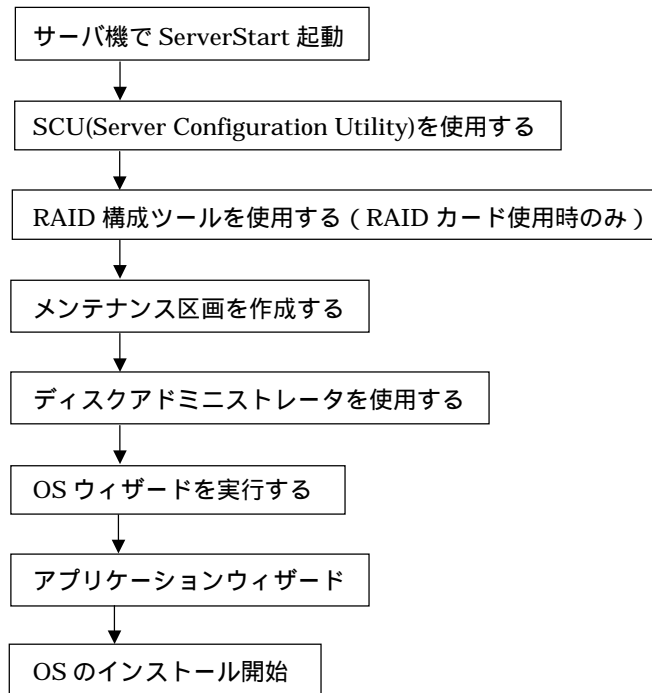 サーバ機で ServerStart 起動
SCU(Server Configuration Utility)を使用する
RAID 構成ツールを使用する（RAID カード使用時のみ）
メンテナンス区画を作成する
ディスクアドミニストレータを使用する
OS ウィザードを実行する
アプリケーションウィザード
OS のインストール開始